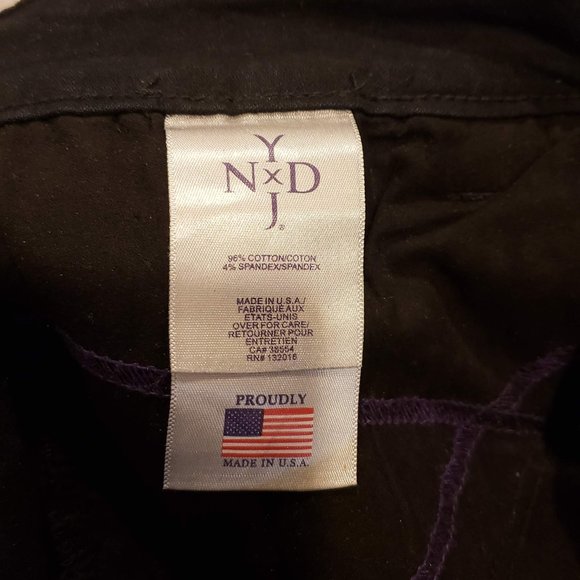 Y
N×D
J®
96% COTTON/COTON
4% SPANDEX/SPANDEX
MADE IN U.S.A./
FABRIQUE AUX
ETATS-UNIS
OVER FOR CARE/
RETOURNER POUR
ENTRETIEN
CA# 38554
RN# 132016
PROUDLY
MADE IN U.S.A.